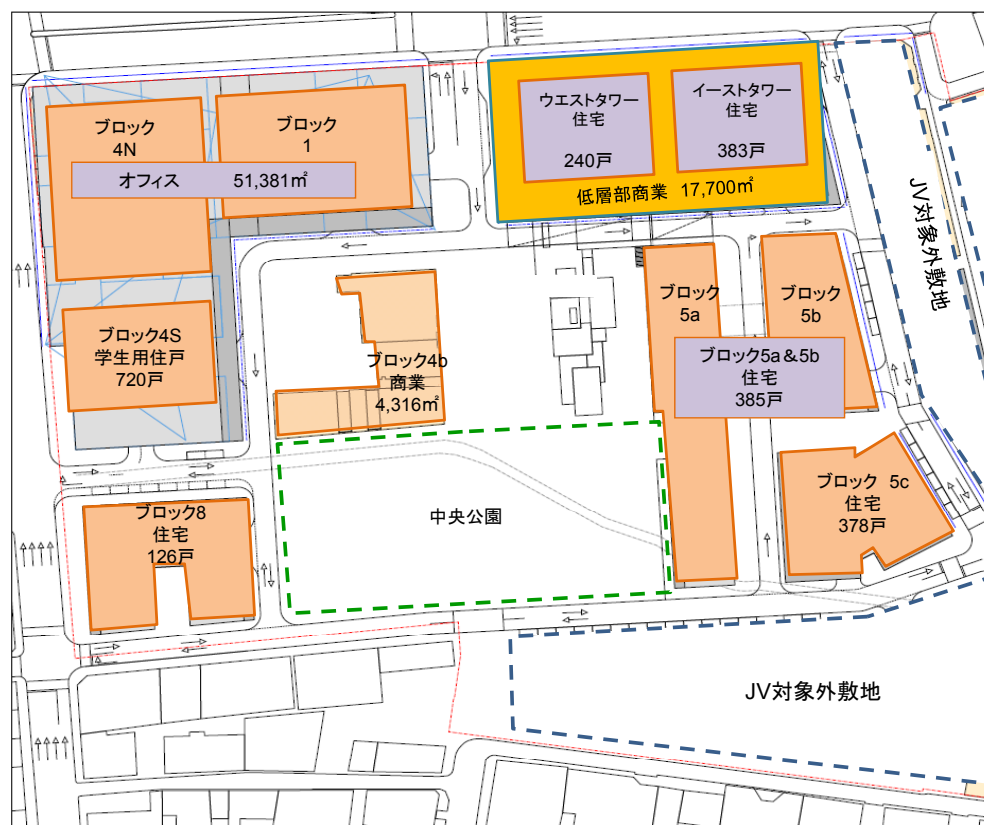 ブロック
4N
ブロック
1
オフィス 51,381㎡
ウエストタワー
住宅
240戸
イーストタワー
住宅
383戸
低層部商業 17,700㎡
JV対象外敷地
ブロック4S
学生用住戸
720戸
ブロック4b
商業
4,316㎡
ブロック
5a
ブロック
5b
ブロック5a&5b
住宅
385戸
ブロック 5c
住宅
378戸
ブロック8
住宅
126戸
中央公園
JV対象外敷地